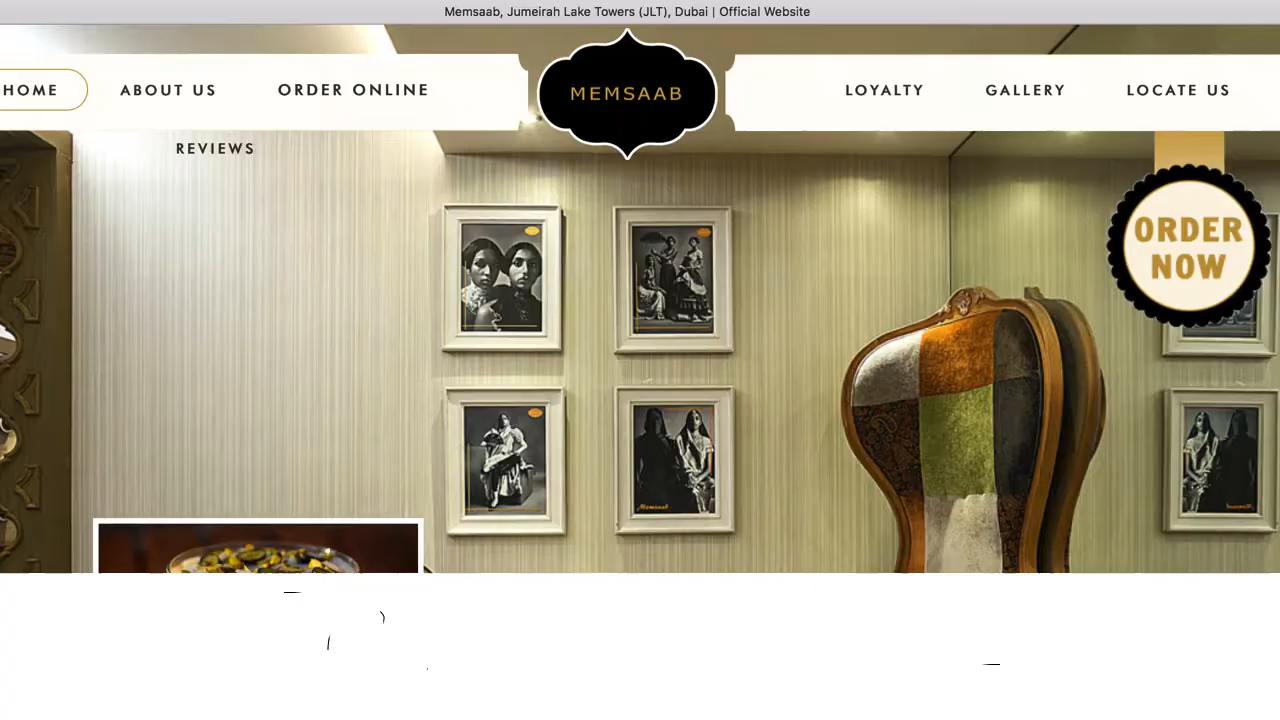 Memsaab, Jumeirah Lake Towers (JLT), Dubai | Official Website
HOME
ABOUT US
ORDER ONLINE
MEMSAAB
LOYALTY
GALLERY
LOCATE US
REVIEWS
ORDER
NOW
Memsaab